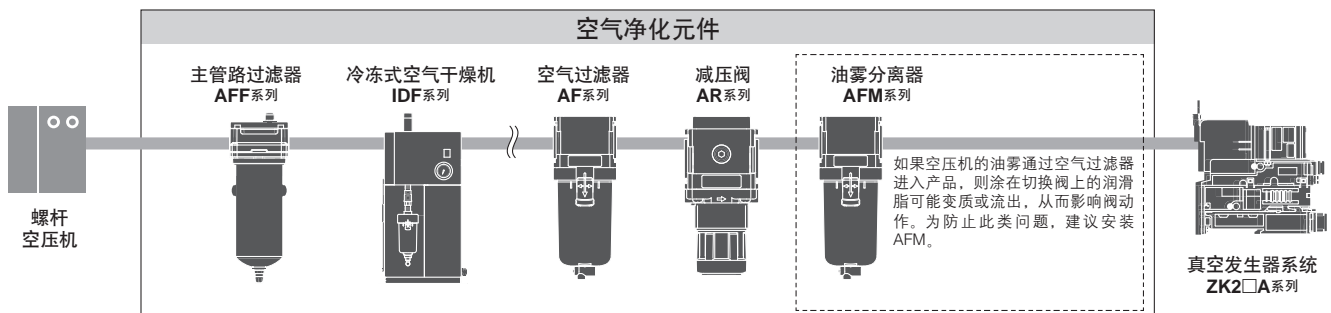 空气净化元件
主管路过滤器
AFF系列
冷冻式空气干燥机
IDF系列
空气过滤器
AF系列
减压阀
AR系列
油雾分离器
AFM系列
如果空压机的油雾通过空气过滤器
进入产品，则涂在切换阀上的润滑
脂可能变质或流出，从而影响阀动
作。为防止此类问题，建议安装
AFM。
螺杆
空压机
真空发生器系统
ZK2□A系列